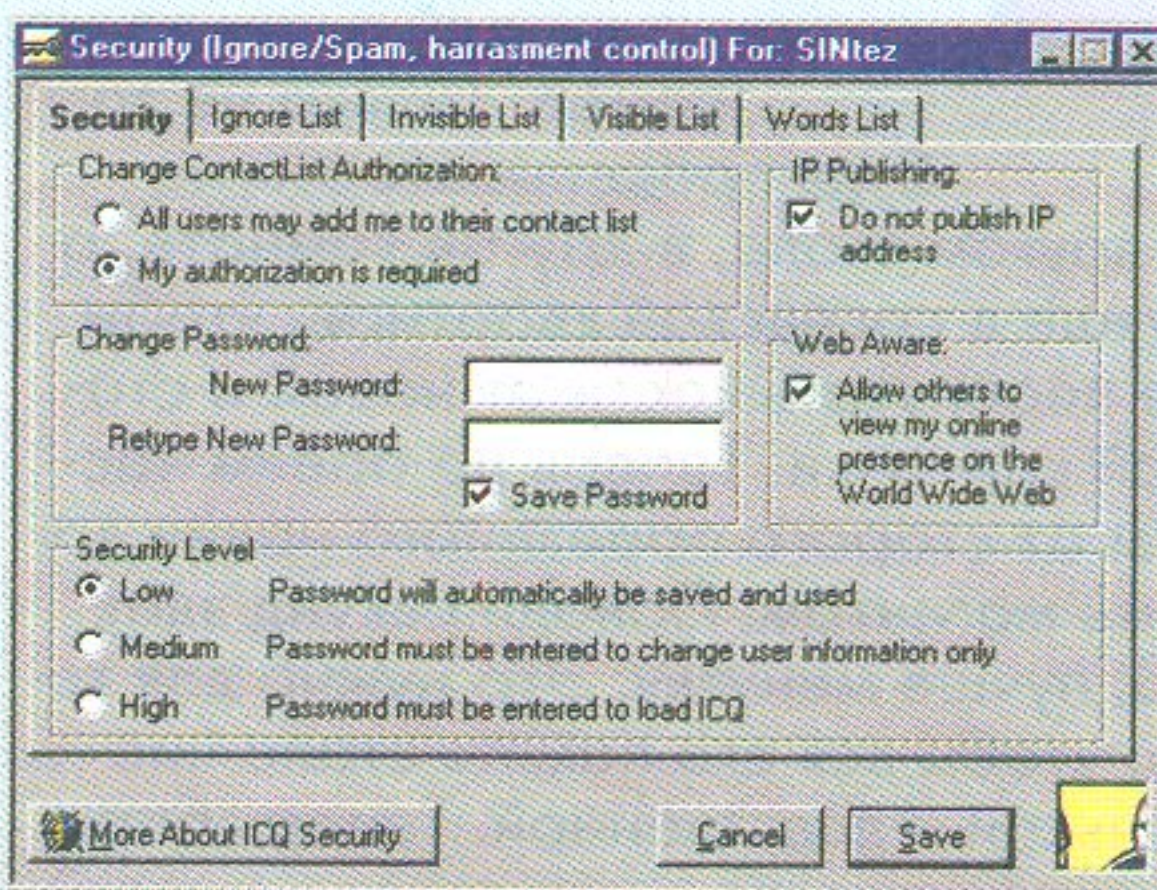 Security (Ignore/Spam, harrasment control) For: SINtez
Security Ignore List Invisible List Visible List Words List
Change ContactList Authorization:
All users may add me to their contact list
My authorization is required
IP Publishing:
Do not publish IP
address
Change Password:
New Password:
Retype New Password:
Save Password
Web Aware:
Allow others to
view my online
presence on the
World Wide Web
Security Level
Low Password will automatically be saved and used
Medium Password must be entered to change user information only
High Password must be entered to load ICQ
More About ICQ Security
Cancel
Save